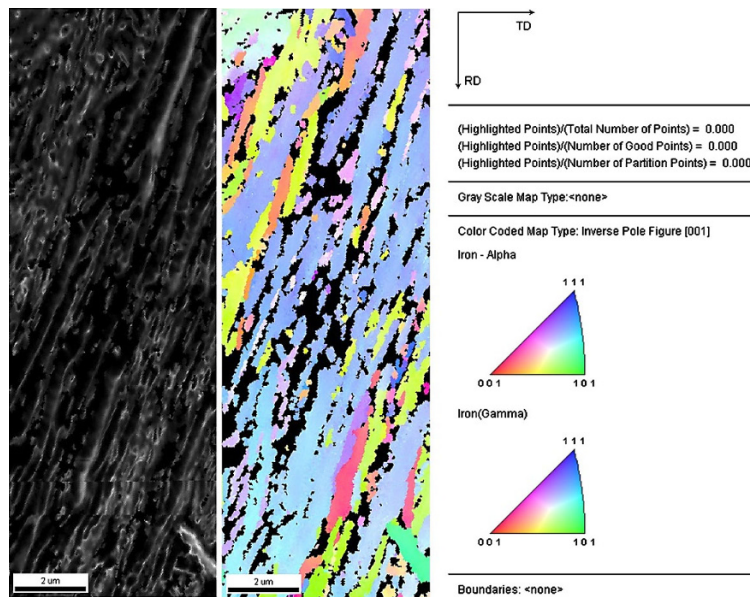 TD
RD
(Highlighted Points)/(Total Number of Points) = 0.000
(Highlighted Points)/(Number of Good Points) = 0.000
(Highlighted Points)/(Number of Partition Points) = 0.000
Gray Scale Map Type:<none>
Color Coded Map Type: Inverse Pole Figure [001]
Iron - Alpha
1 1 1
0 0 1 1 0 1
Iron(Gamma)
1 1 1
0 0 1 1 0 1
Boundaries: <none>
2 um
2 um